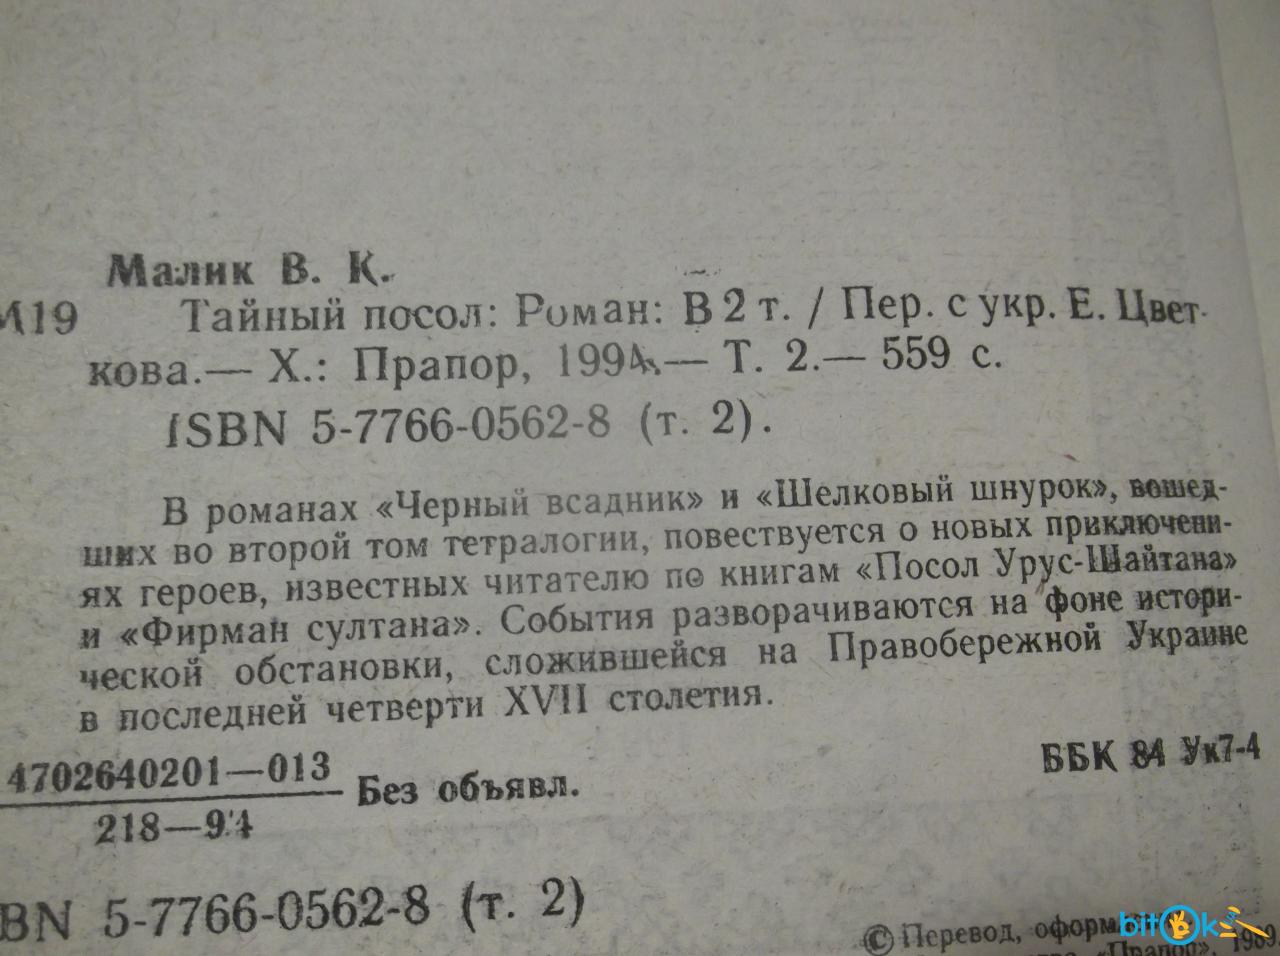 Малик В. К.
М19 Тайный посол: Роман: В 2 т. / Пер. с укр. Е. Цвет-
кова.— Х.: Прапор, 1994.— Т. 2.— 559 с.
ISBN 5-7766-0562-8 (т. 2).
В романах «Черный всадник» и «Шелковый шнурок», вошед-
ших во второй том тетралогии, повествуется о новых приключени-
ях героев, известных читателю по книгам «Посол Урус-Шайтана»
и «Фирман султана». События разворачиваются на фоне истори-
ческой обстановки, сложившейся на Правобережной Украине
в последней четверти XVII столетия.
4702640201—013
218—94
Без объявл.
ББК 84 Ук7-4
BN 5-7766-0562-8 (т. 2)
© Перевод,
«Прапор», 1989,
bitok